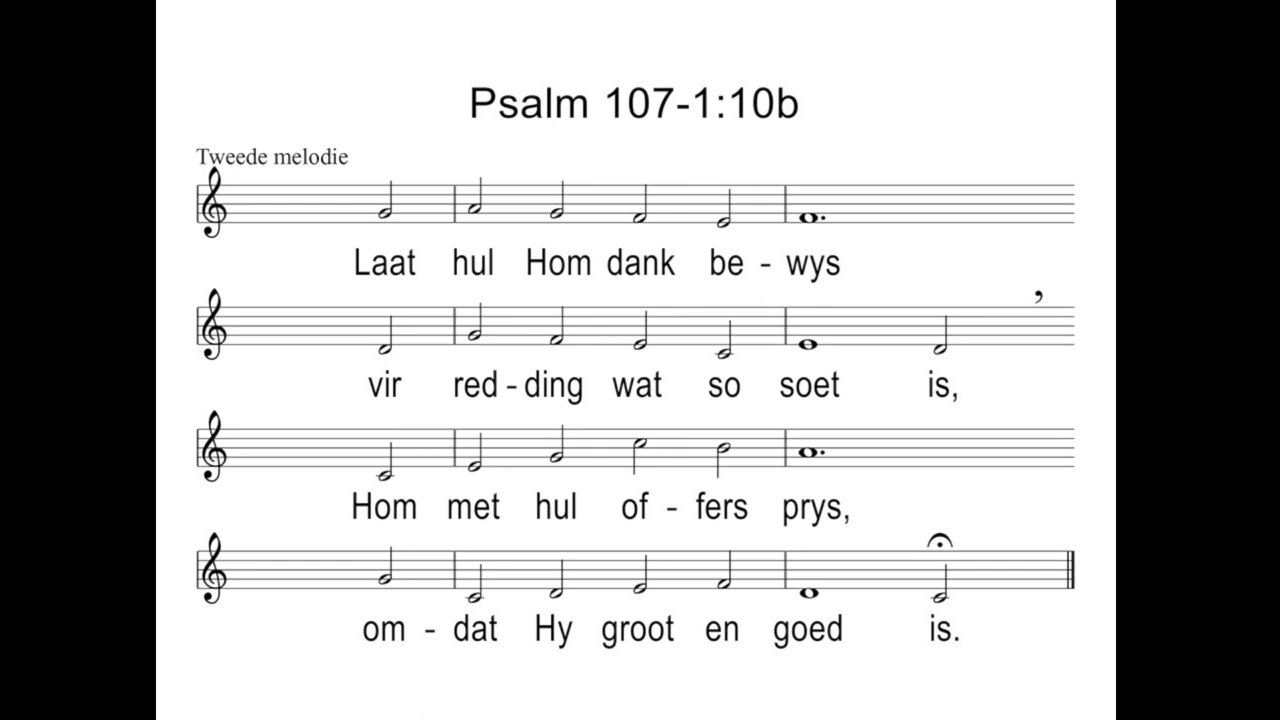 Psalm 107-1:10b
Tweede melodie
Laat hul Hom dank be - wys
vir red - ding wat so soet is,
Hom met hul of - fers prys,
om - dat Hy groot en goed is.